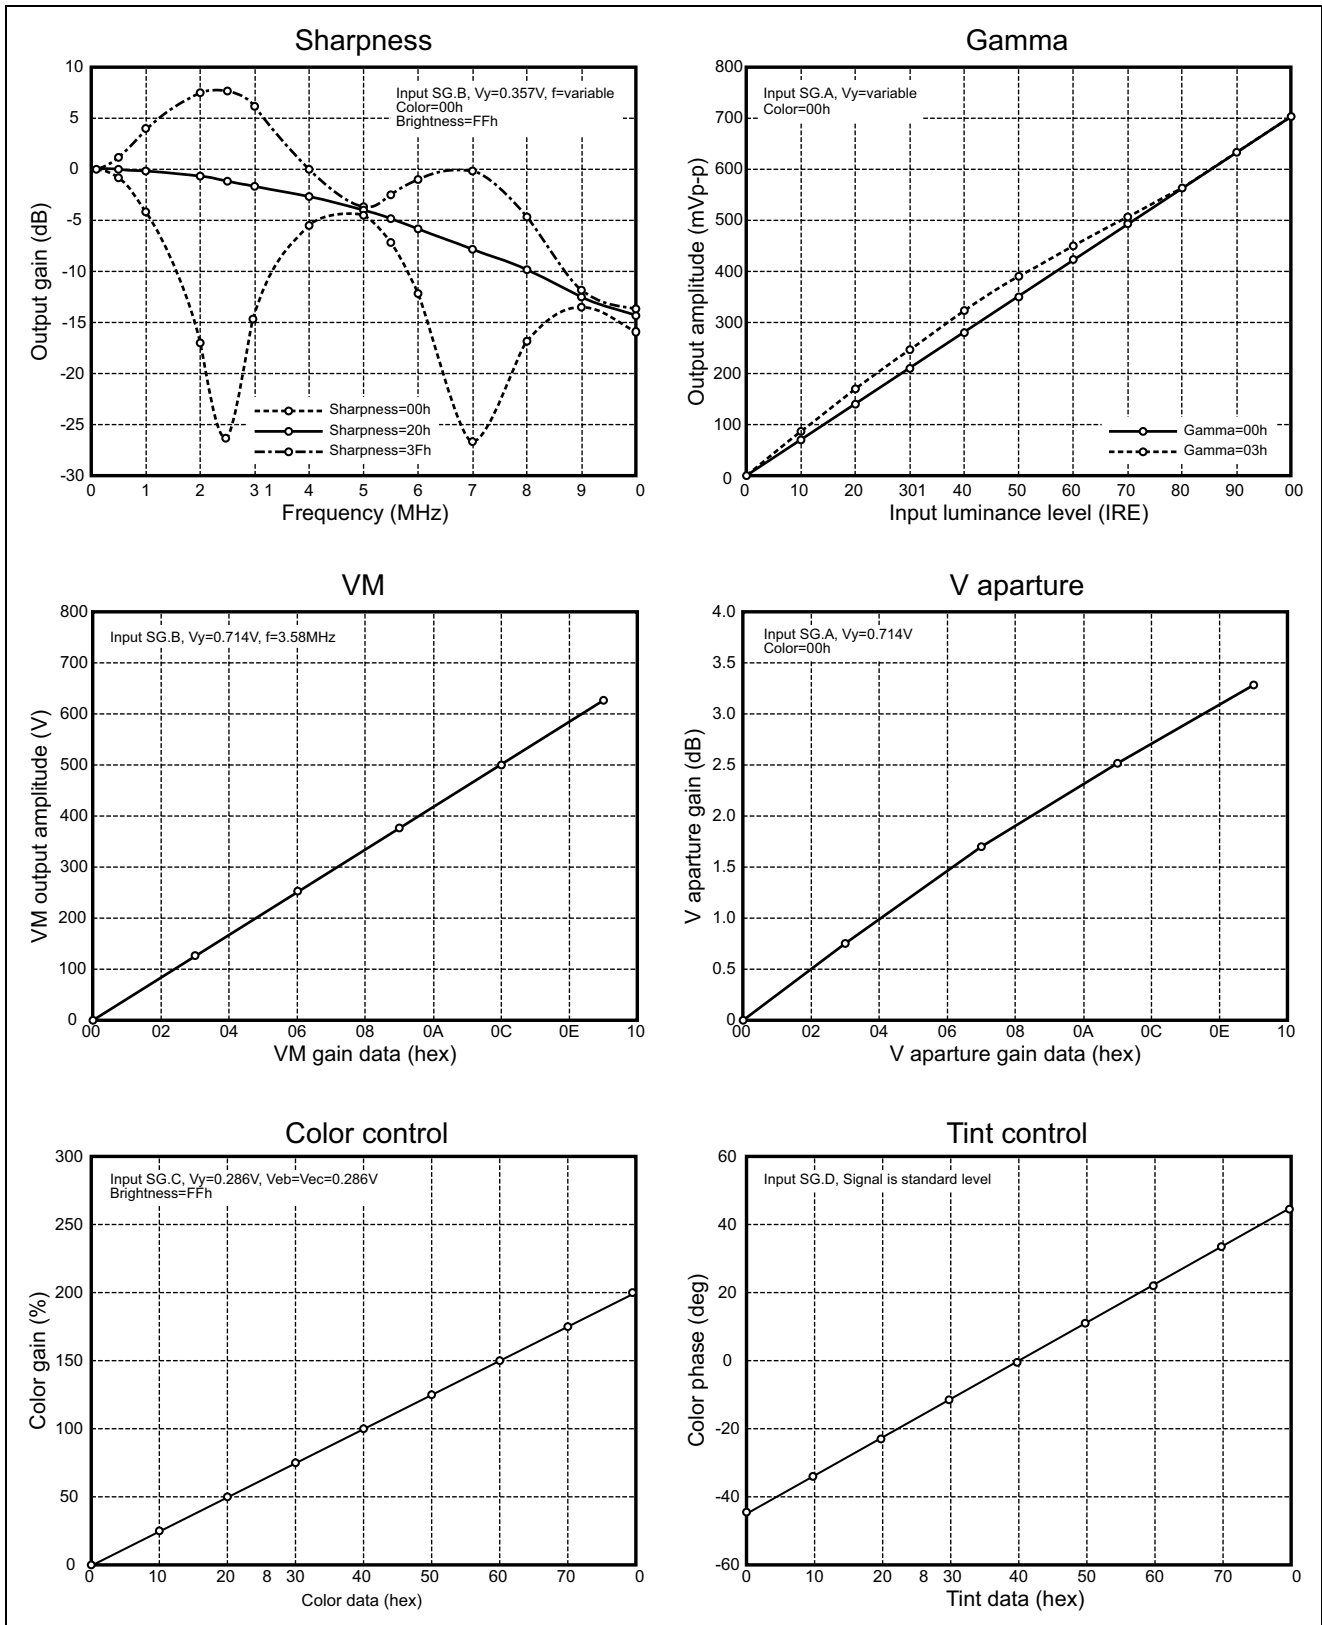 Sharpness
10
5
0
-5
-10
-15
-20
-25
-30
Output gain (dB)
Input SG.B, Vy=0.357V, f=variable
Color=00h
Brightness=FFh
Sharpness=00h
Sharpness=20h
Sharpness=3Fh
0 1 2 3 1 4 5 6 7 8 9 0
Frequency (MHz)
Gamma
800
700
600
500
400
300
200
100
0
Output amplitude (mVp-p)
Input SG.A, Vy=variable
Color=00h
Gamma=00h
Gamma=03h
0 10 20 301 40 50 60 70 80 90 00
Input luminance level (IRE)
VM
800
700
600
500
400
300
200
100
0
VM output amplitude (V)
Input SG.B, Vy=0.714V, f=3.58MHz
00 02 04 06 08 0A 0C 0E 10
VM gain data (hex)
V aparture
4.0
3.5
3.0
2.5
2.0
1.5
1.0
0.5
0
V aparture gain (dB)
Input SG.A, Vy=0.714V
Color=00h
00 02 04 06 08 0A 0C 0E 10
V aparture gain data (hex)
Color control
300
250
200
150
100
50
0
Color gain (%)
Input SG.C, Vy=0.286V, Veb=Vec=0.286V
Brightness=FFh
0 10 20 8 30 40 50 60 70 0
Color data (hex)
Tint control
60
40
20
0
-20
-40
-60
Color phase (deg)
Input SG.D, Signal is standard level
0 10 20 8 30 40 50 60 70 0
Tint data (hex)